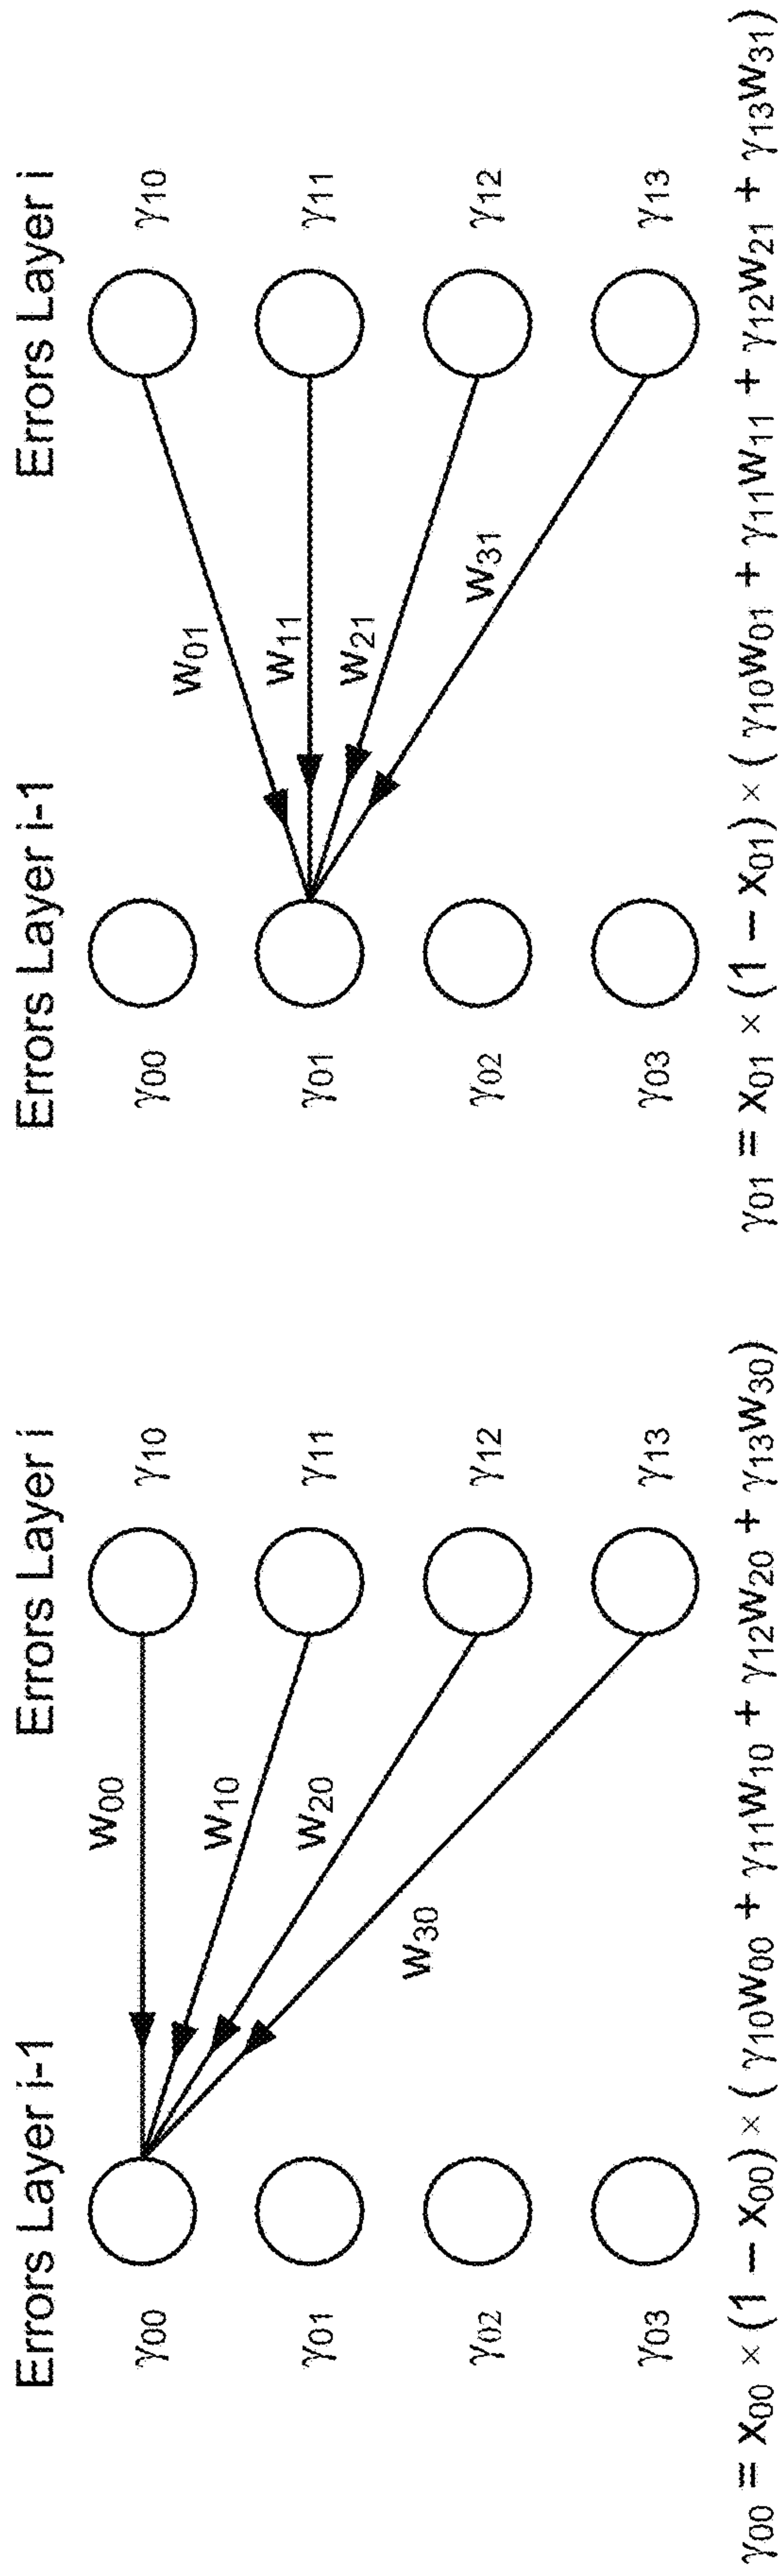 Errors Layer i-1 Errors Layer i
γ00 w00 γ10
γ01 w10 γ11
γ02 w20 γ12
γ03 w30 γ13
γ00 = x00 × (1 − x00) × ( γ10w00 + γ11w10 + γ12w20 + γ13w30)
Errors Layer i-1 Errors Layer i
γ00 w01 γ10
γ01 w11 γ11
γ02 w21 γ12
γ03 w31 γ13
γ01 = x01 × (1 − x01) × ( γ10w01 + γ11w11 + γ12w21 + γ13w31)